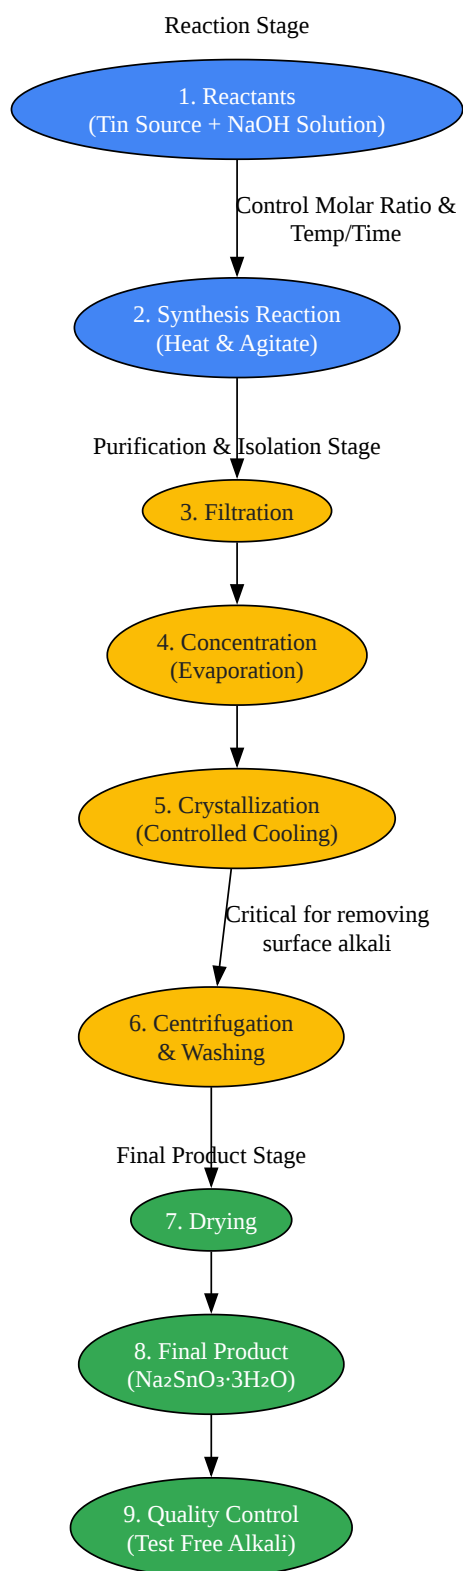 Reaction Stage
1. Reactants
(Tin Source + NaOH Solution)
Control Molar Ratio &
Temp/Time
2. Synthesis Reaction
(Heat & Agitate)
Purification & Isolation Stage
3. Filtration
4. Concentration
(Evaporation)
5. Crystallization
(Controlled Cooling)
Critical for removing
surface alkali
6. Centrifugation
& Washing
Final Product Stage
7. Drying
8. Final Product
(Na₂SnO₃·3H₂O)
9. Quality Control
(Test Free Alkali)